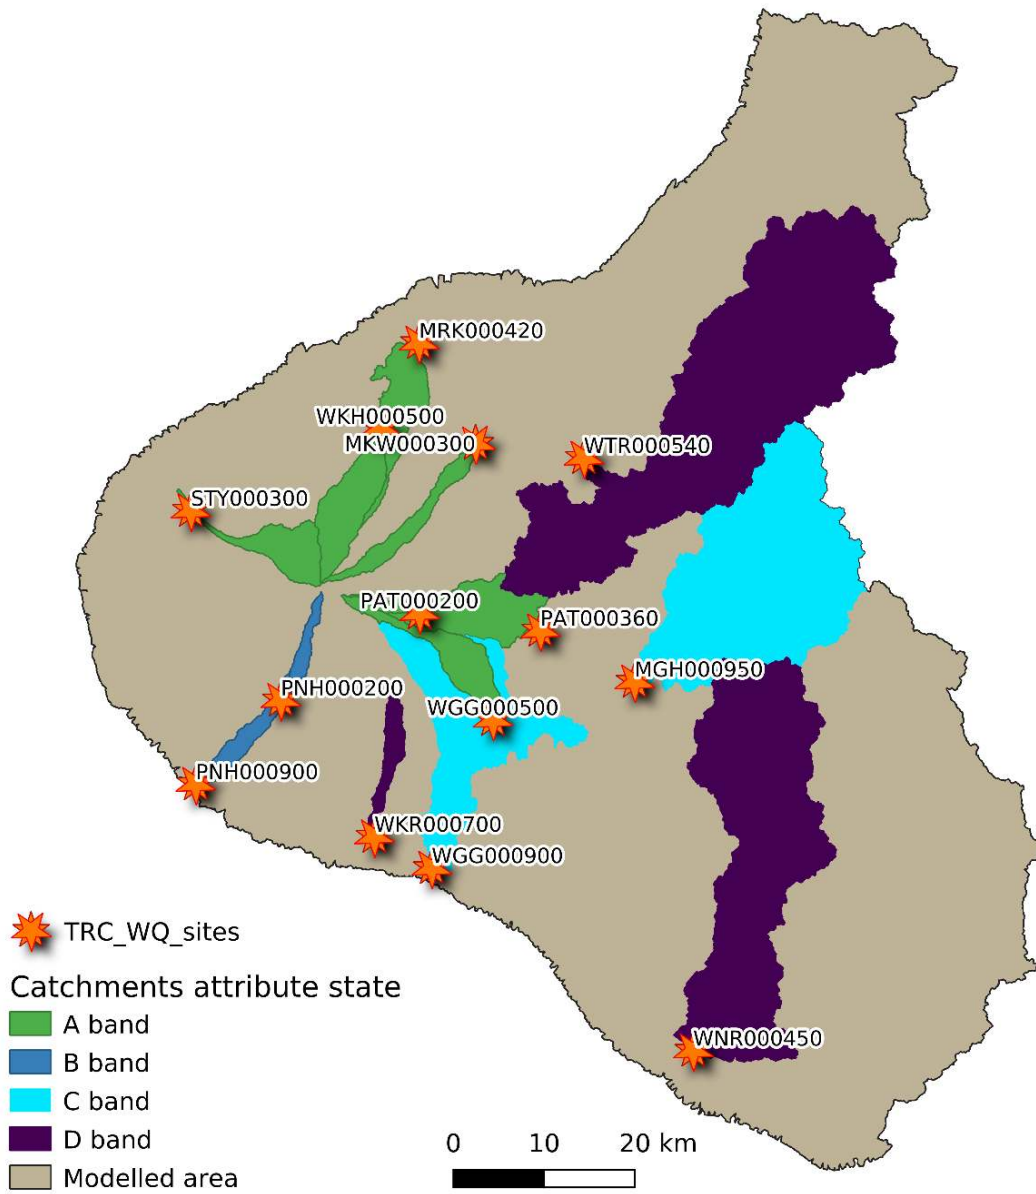 MRK000420
WKH000500
MKW000300
WTR000540
STY000300
PAT000200
PAT000360
MGH000950
PNH000200
WGG000500
PNH000900
WKR000700
WGG000900
TRC_WQ_sites
Catchments attribute state
A band
B band
C band
D band
Modelled area
WNR000450
0 10 20 km